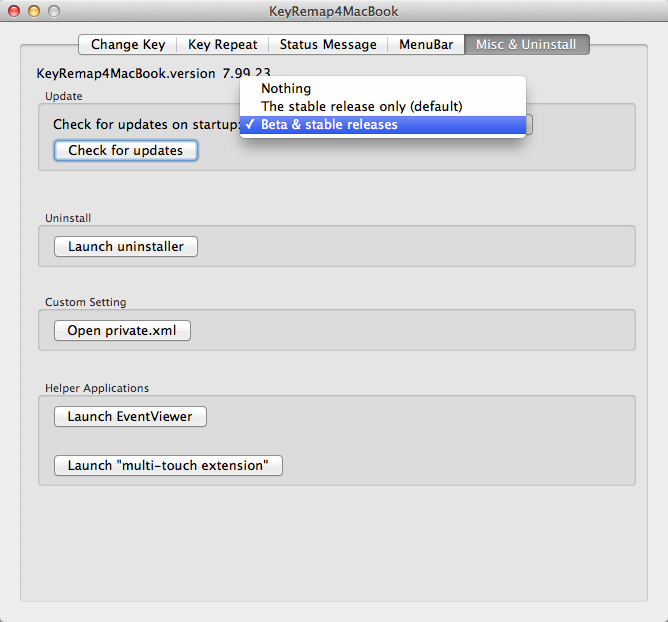 KeyRemap4MacBook
Change Key Key Repeat Status Message MenuBar Misc & Uninstall
KeyRemap4MacBook.version 7.99.23
Update
Nothing
The stable release only (default)
Check for updates on startup: ✓ Beta & stable releases
Check for updates
Uninstall
Launch uninstaller
Custom Setting
Open private.xml
Helper Applications
Launch EventViewer
Launch "multi-touch extension"